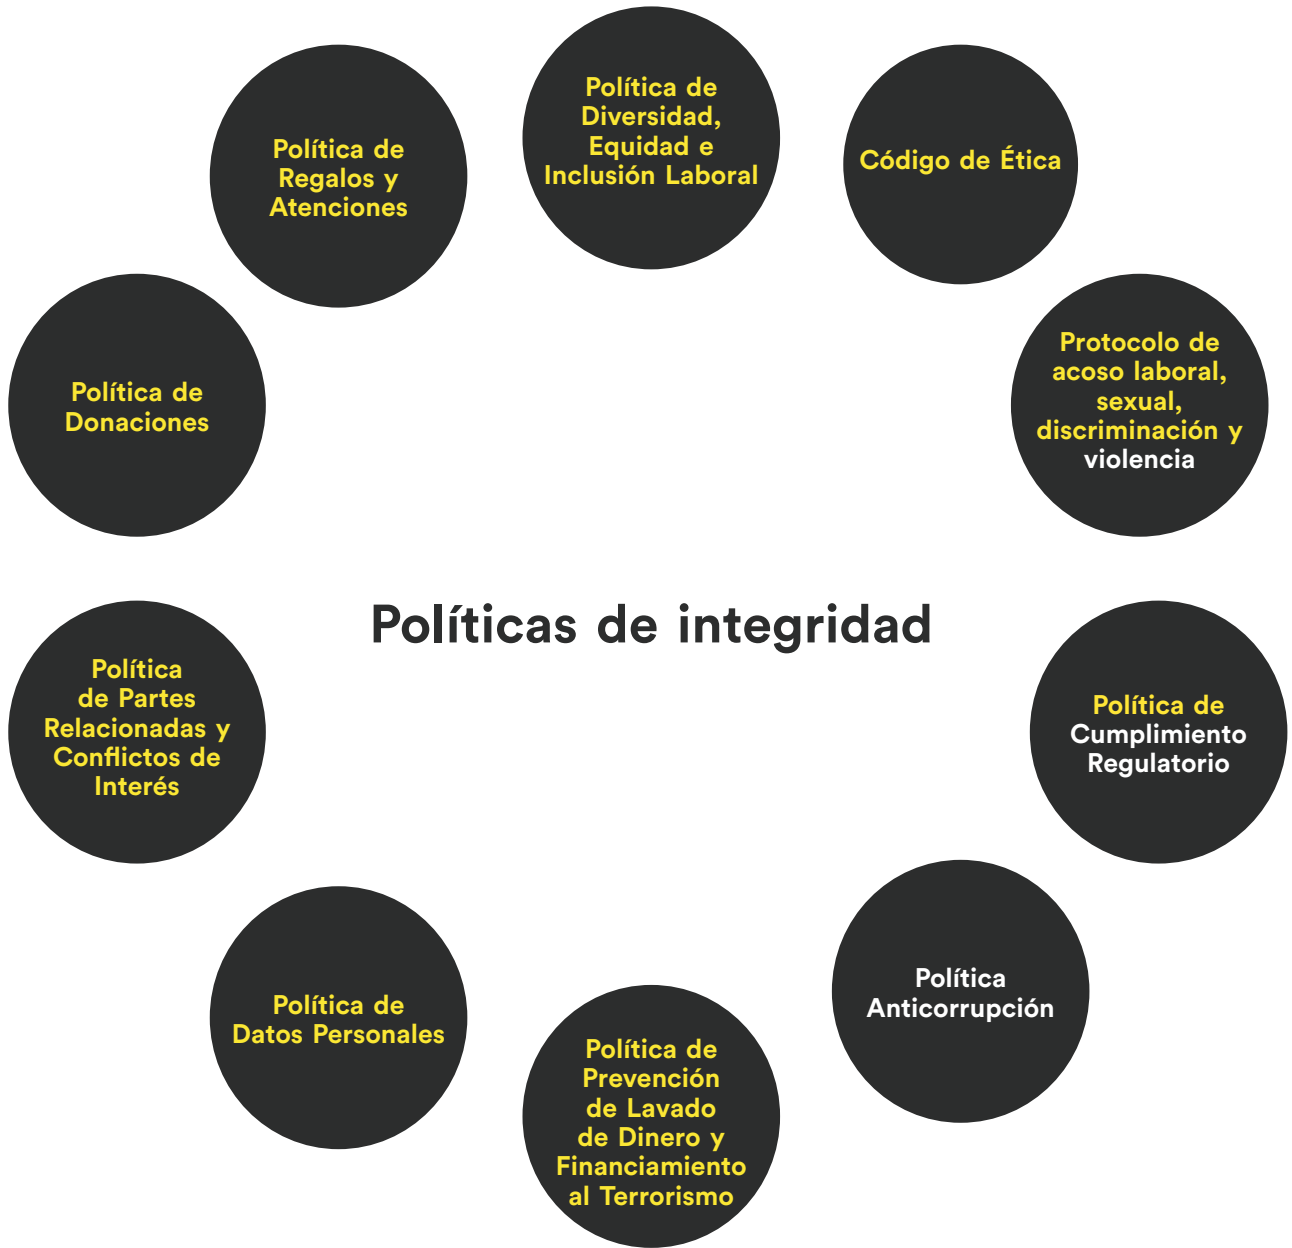 Política de
Diversidad,
Equidad e
Inclusión Laboral
Código de Ética
Protocolo de
acoso laboral,
sexual,
discriminación y
violencia
Política de
Cumplimiento
Regulatorio
Política
Anticorrupción
Política de
Prevención
de Lavado
de Dinero y
Financiamiento
al Terrorismo
Política de
Datos Personales
Política
de Partes
Relacionadas y
Conflictos de
Interés
Política de
Donaciones
Política de
Regalos y
Atenciones
Políticas de integridad